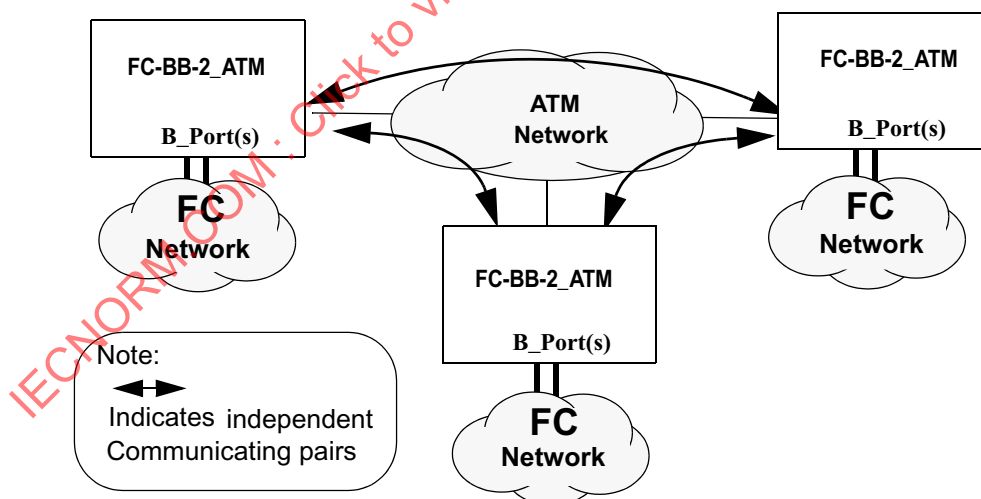 FC-BB-2_ATM
B_Port(s)
FC
Network
ATM
Network
FC-BB-2_ATM
B_Port(s)
FC
Network
FC-BB-2_ATM
B_Port(s)
FC
Network
Note:
Indicates independent
Communicating pairs
IECNORM.COM : Click to v